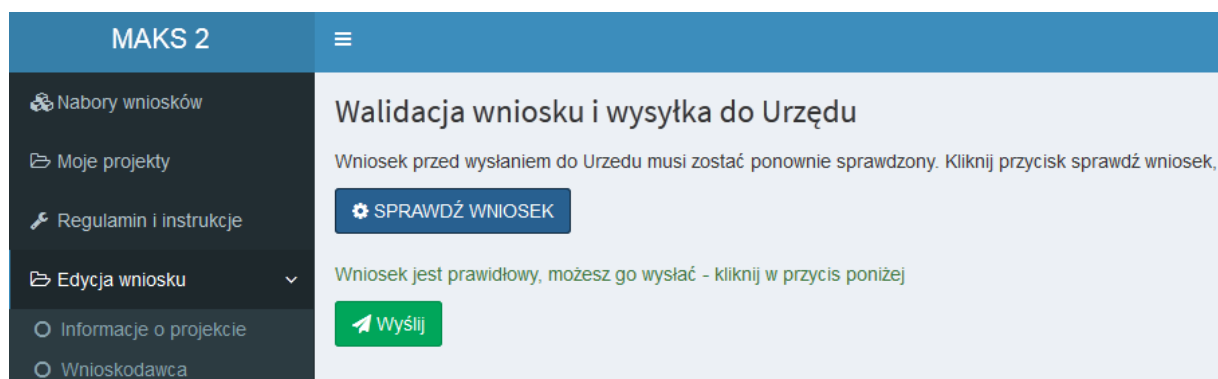 MAKS 2
Nabory wniosków
Moje projekty
Regulamin i instrukcje
Edycja wniosku
Informacje o projekcie
Wnioskodawca
Walidacja wniosku i wysyłka do Urzędu
Wniosek przed wysłaniem do Urzedu musi zostać ponownie sprawdzony. Kliknij przycisk sprawdź wniosek,
SPRAWDŹ WNIOSEK
Wniosek jest prawidłowy, możesz go wysłać - kliknij w przycis poniżej
Wyślij